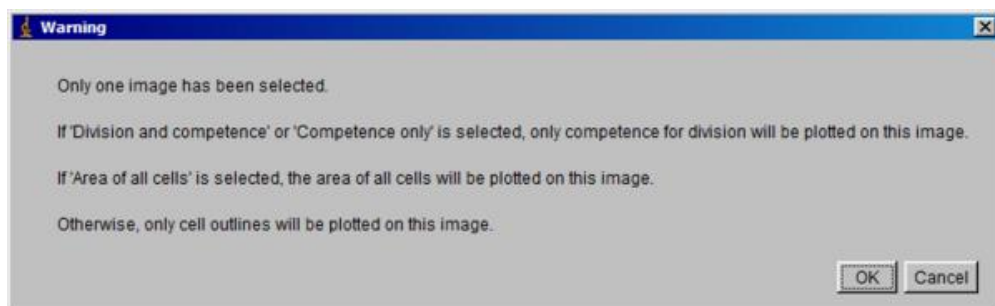 Warning
Only one image has been selected.
If 'Division and competence' or 'Competence only' is selected, only competence for division will be plotted on this image.
If 'Area of all cells' is selected, the area of all cells will be plotted on this image.
Otherwise, only cell outlines will be plotted on this image.
OK Cancel